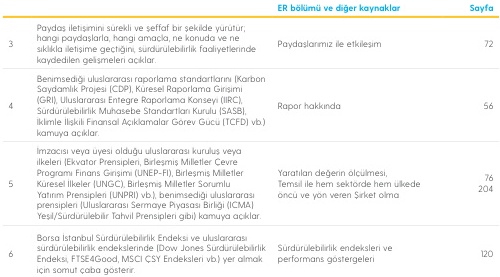 ER bölümü ve diğer kaynaklar Sayfa
3 Paydaş iletişimini sürekli ve şeffaf bir şekilde yürütür; hangi paydaşlarla, hangi amaçla, ne konuda ve ne sıklıkla iletişime geçtiğini, sürdürülebilirlik faaliyetlerinde kaydedilen gelişmeleri açıklar. Paydaşlarımız ile etkileşim 72
4 Benimsediği uluslararası raporlama standartlarını (Karbon Saydamlık Projesi (CDP), Küresel Raporlama Girişimi (GRI), Uluslararası Entegre Raporlama Konseyi (IIRC), Sürdürülebilirlik Muhasebe Standartları Kurulu (SASB), İklimle İlişkili Finansal Açıklamalar Görev Gücü (TCFD) vb.) kamuya açıklar. Rapor hakkında 56
5 İmzacısı veya üyesi olduğu uluslararası kuruluş veya ilkeleri (Ekvator Prensipleri, Birleşmiş Milletler Çevre Programı Finans Girişimi (UNEP-FI), Birleşmiş Milletler Küresel İlkeler (UNGC), Birleşmiş Milletler Sorumlu Yatırım Prensipleri (UNPRI) vb.), benimsediği uluslararası prensipleri (Uluslararası Sermaye Piyasası Birliği (ICMA) Yeşil/Sürdürülebilir Tahvil Prensipleri gibi) kamuya açıklar. Yaratılan değerin ölçülmesi, Temsil ile hem sektörde hem ülkede öncü ve yön veren Şirket olma 76 204
6 Borsa İstanbul Sürdürülebilirlik Endeksi ve uluslararası sürdürülebilirlik endekslerinde (Dow Jones Sürdürülebilirlik Endeksi, FTSE4Good, MSCI ÇSY Endeksleri vb.) yer almak için somut çaba gösterir. Sürdürülebilirlik endeksleri ve performans göstergeleri 120